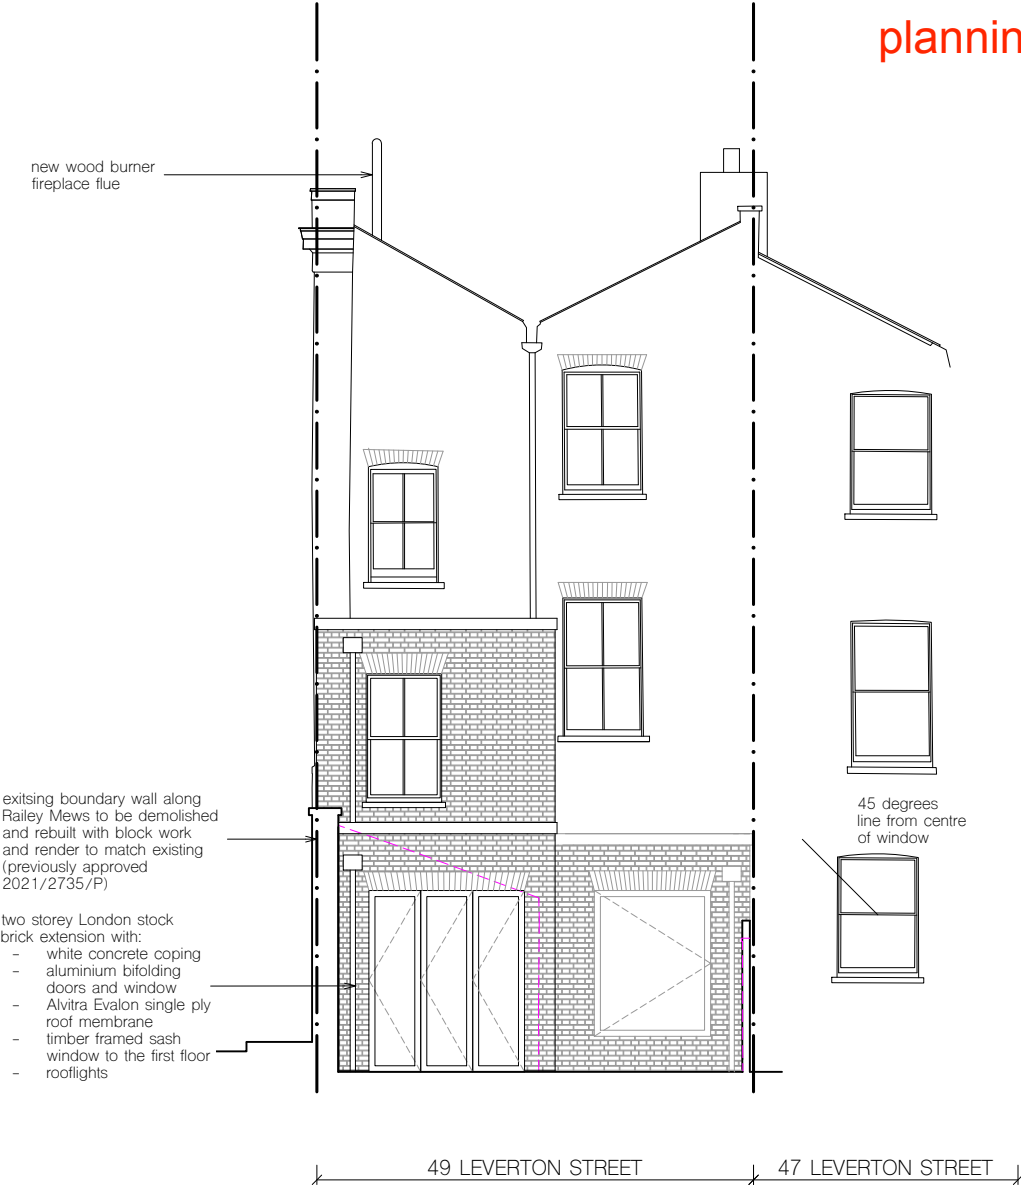 plannin
new wood burner
fireplace flue
exitsing boundary wall along
Railey Mews to be demolished
and rebuilt with block work
and render to match existing
(previously approved
2021/2735/P)
two storey London stock
brick extension with:
- white concrete coping
- aluminium bifolding
doors and window
- Alvitra Evalon single ply
roof membrane
- timber framed sash
window to the first floor
- rooflights
45 degrees
line from centre
of window
49 LEVERTON STREET
47 LEVERTON STREET